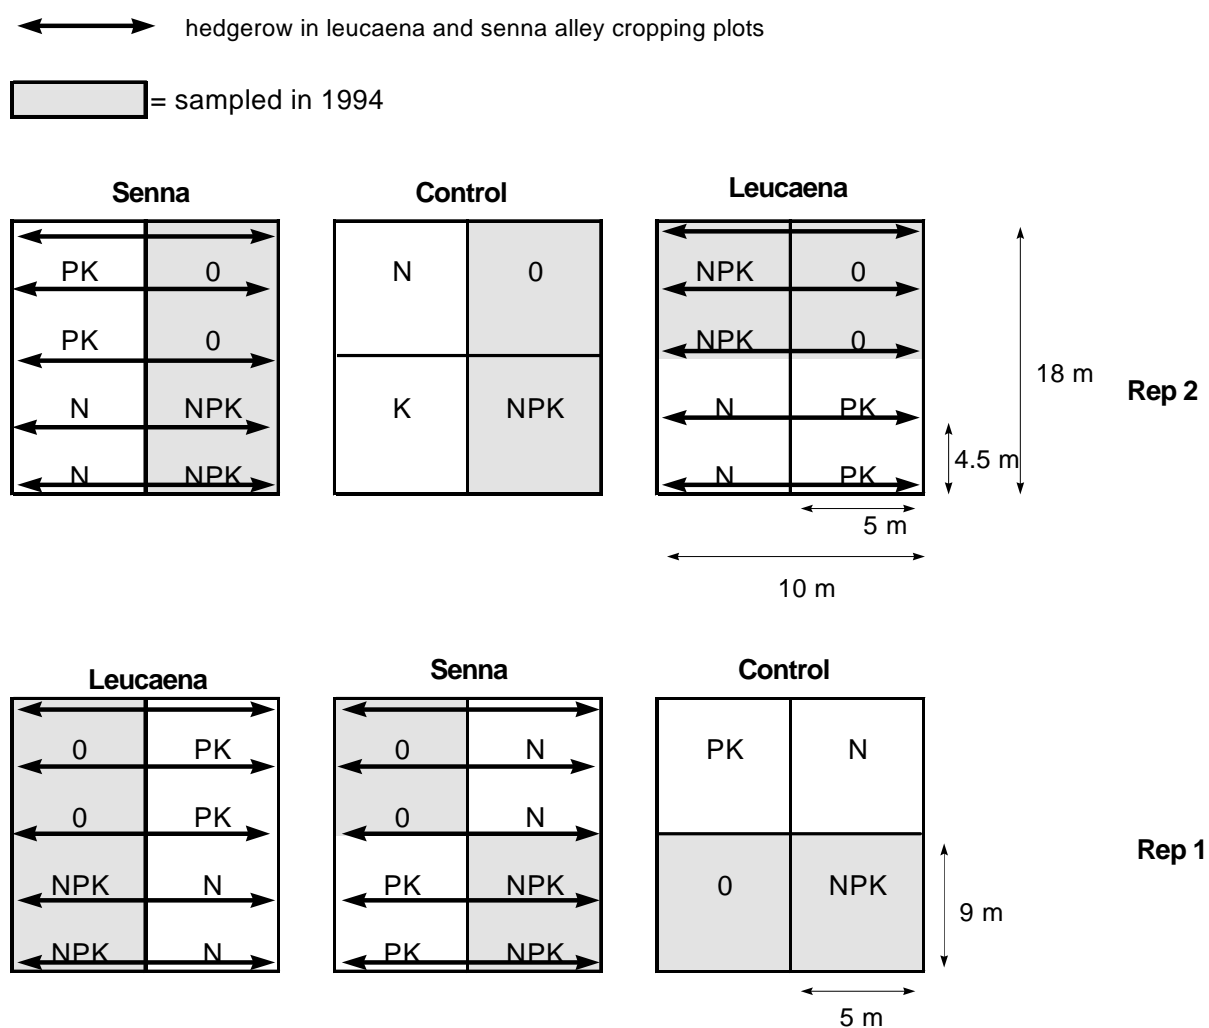 hedgerow in leucaena and senna alley cropping plots
= sampled in 1994
Senna Control Leucaena
PK 0 N 0 NPK 0
PK 0 NPK 0
18 m
Rep 2
N NPK K NPK N PK
4.5 m
N NPK N PK
5 m
10 m
Leucaena Senna Control
0 PK 0 N PK N
0 PK 0 N
Rep 1
NPK N PK NPK 0 NPK
9 m
NPK N PK NPK
5 m